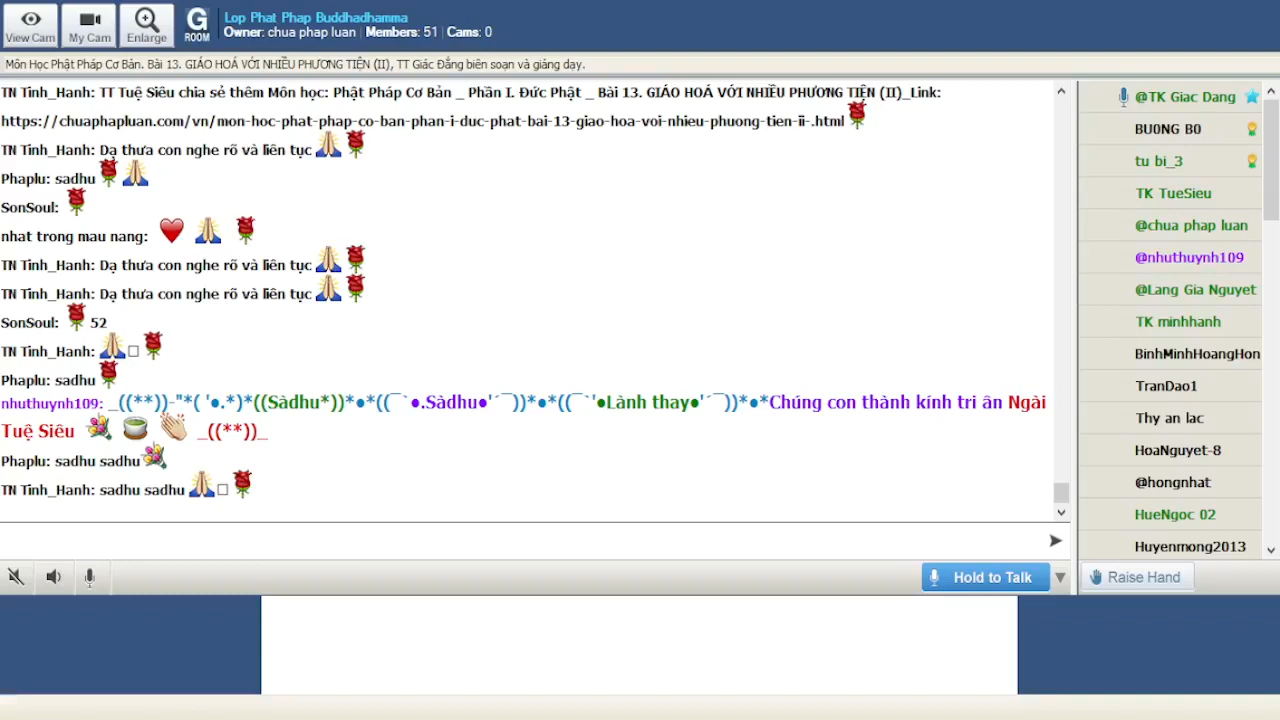 View Cam
My Cam
Enlarge
G
ROOM
Lop Phat Phap Buddhadhamma
Owner: chua phap luan | Members: 51 | Cams: 0
Môn Học Phật Pháp Cơ Bản. Bài 13. GIÁO HOÁ VỚI NHIỀU PHƯƠNG TIỆN (II), TT Giác Đẳng biên soạn và giảng dạy.
TN Tinh_Hanh: TT Tuệ Siêu chia sẻ thêm Môn học: Phật Pháp Cơ Bản _ Phần I. Đức Phật _ Bài 13. GIÁO HOÁ VỚI NHIỀU PHƯƠNG TIỆN (II)_Link:
https://chuaphapluan.com/vn/mon-hoc-phat-phap-co-ban-phan-i-duc-phat-bai-13-giao-hoa-voi-nhieu-phuong-tien-ii-.html 🌹
TN Tinh_Hanh: Dạ thưa con nghe rõ và liên tục 🙏🌹
Phaplu: sadhu 🌹🙏
SonSoul: 🌹
nhat trong mau nang: ❤️ 🙏 🌹
TN Tinh_Hanh: Dạ thưa con nghe rõ và liên tục 🙏🌹
TN Tinh_Hanh: Dạ thưa con nghe rõ và liên tục 🙏🌹
SonSoul: 🌹 52
TN Tinh_Hanh: 🙏□🌹
Phaplu: sadhu 🌹
nhuthuynh109: _((**))-"*( '●.*)*((Sàdhu*))*●*((¯`●.Sàdhu●'´¯))*●*((¯`'●Lành thay●'´¯))*●*Chúng con thành kính tri ân Ngài
Tuệ Siêu 💐 🍵 👏 _((**))_
Phaplu: sadhu sadhu 💐
TN Tinh_Hanh: sadhu sadhu 🙏□🌹
@TK Giac Dang
BU0NG B0
tu bi_3
TK TueSieu
@chua phap luan
@nhuthuynh109
@Lang Gia Nguyet
TK minhhanh
BinhMinhHoangHon
TranDao1
Thy an lac
HoaNguyet-8
@hongnhat
HueNgoc 02
Huyenmong2013
Hold to Talk
Raise Hand